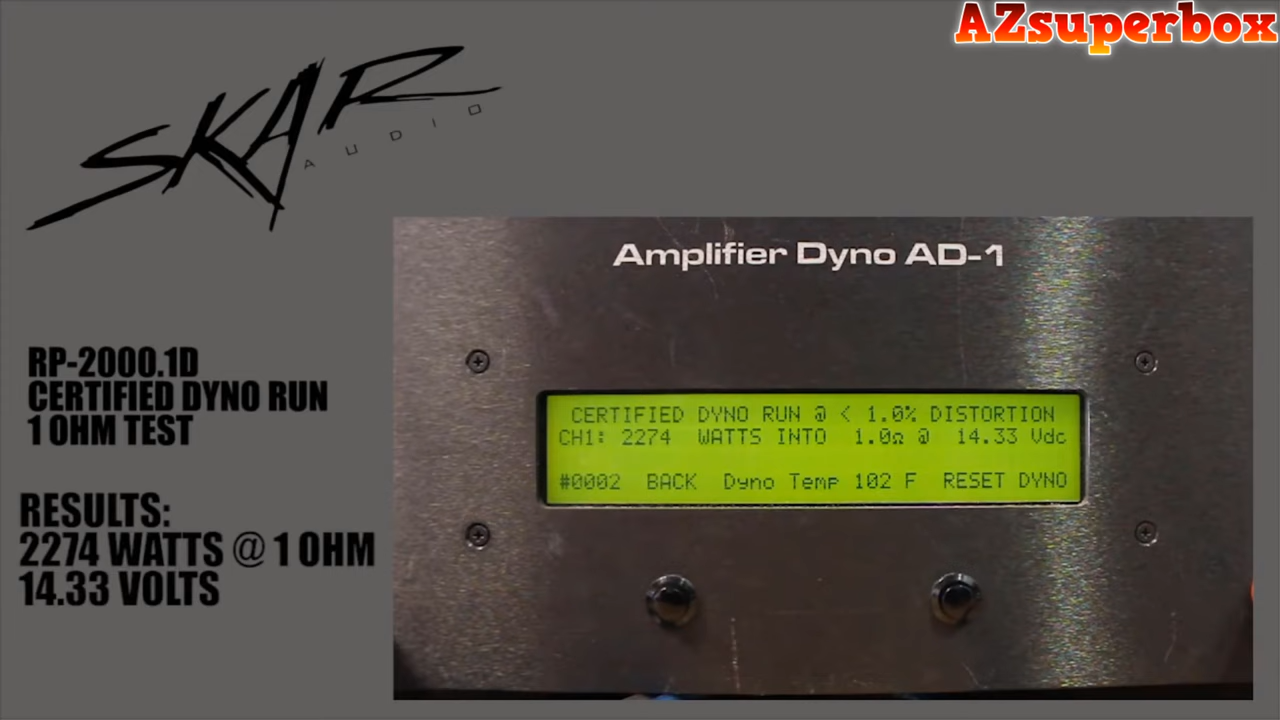 AZsuperbox
SKAR
AUDIO
Amplifier Dyno AD-1
RP-2000.1D
CERTIFIED DYNO RUN
1 OHM TEST
RESULTS:
2274 WATTS @ 1 OHM
14.33 VOLTS
CERTIFIED DYNO RUN @ < 1.0% DISTORTION
CH1: 2274 WATTS INTO 1.0Ω @ 14.33 Vdc
#0002 BACK Dyno Temp 102 F RESET DYNO